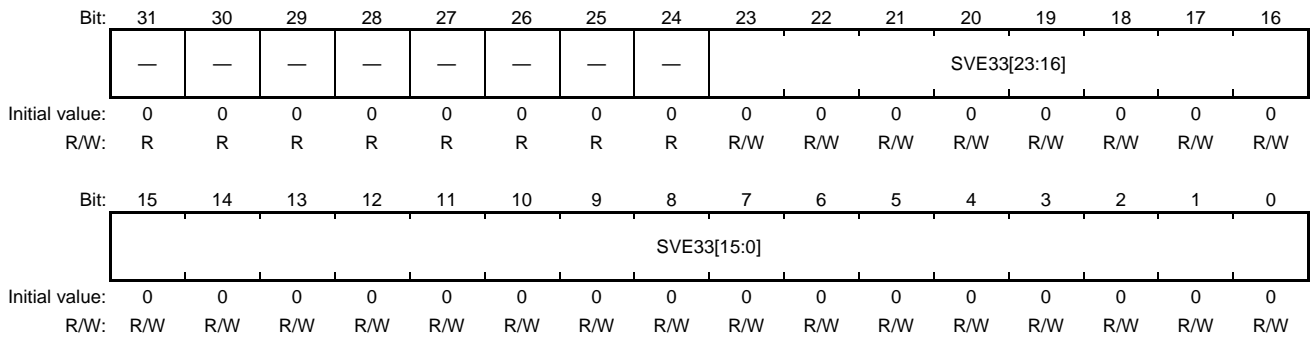 Bit: 31 30 29 28 27 26 25 24 23 22 21 20 19 18 17 16
— — — — — — — — SVE33[23:16]
Initial value: 0 0 0 0 0 0 0 0 0 0 0 0 0 0 0 0
R/W: R R R R R R R R R/W R/W R/W R/W R/W R/W R/W R/W
Bit: 15 14 13 12 11 10 9 8 7 6 5 4 3 2 1 0
SVE33[15:0]
Initial value: 0 0 0 0 0 0 0 0 0 0 0 0 0 0 0 0
R/W: R/W R/W R/W R/W R/W R/W R/W R/W R/W R/W R/W R/W R/W R/W R/W R/W